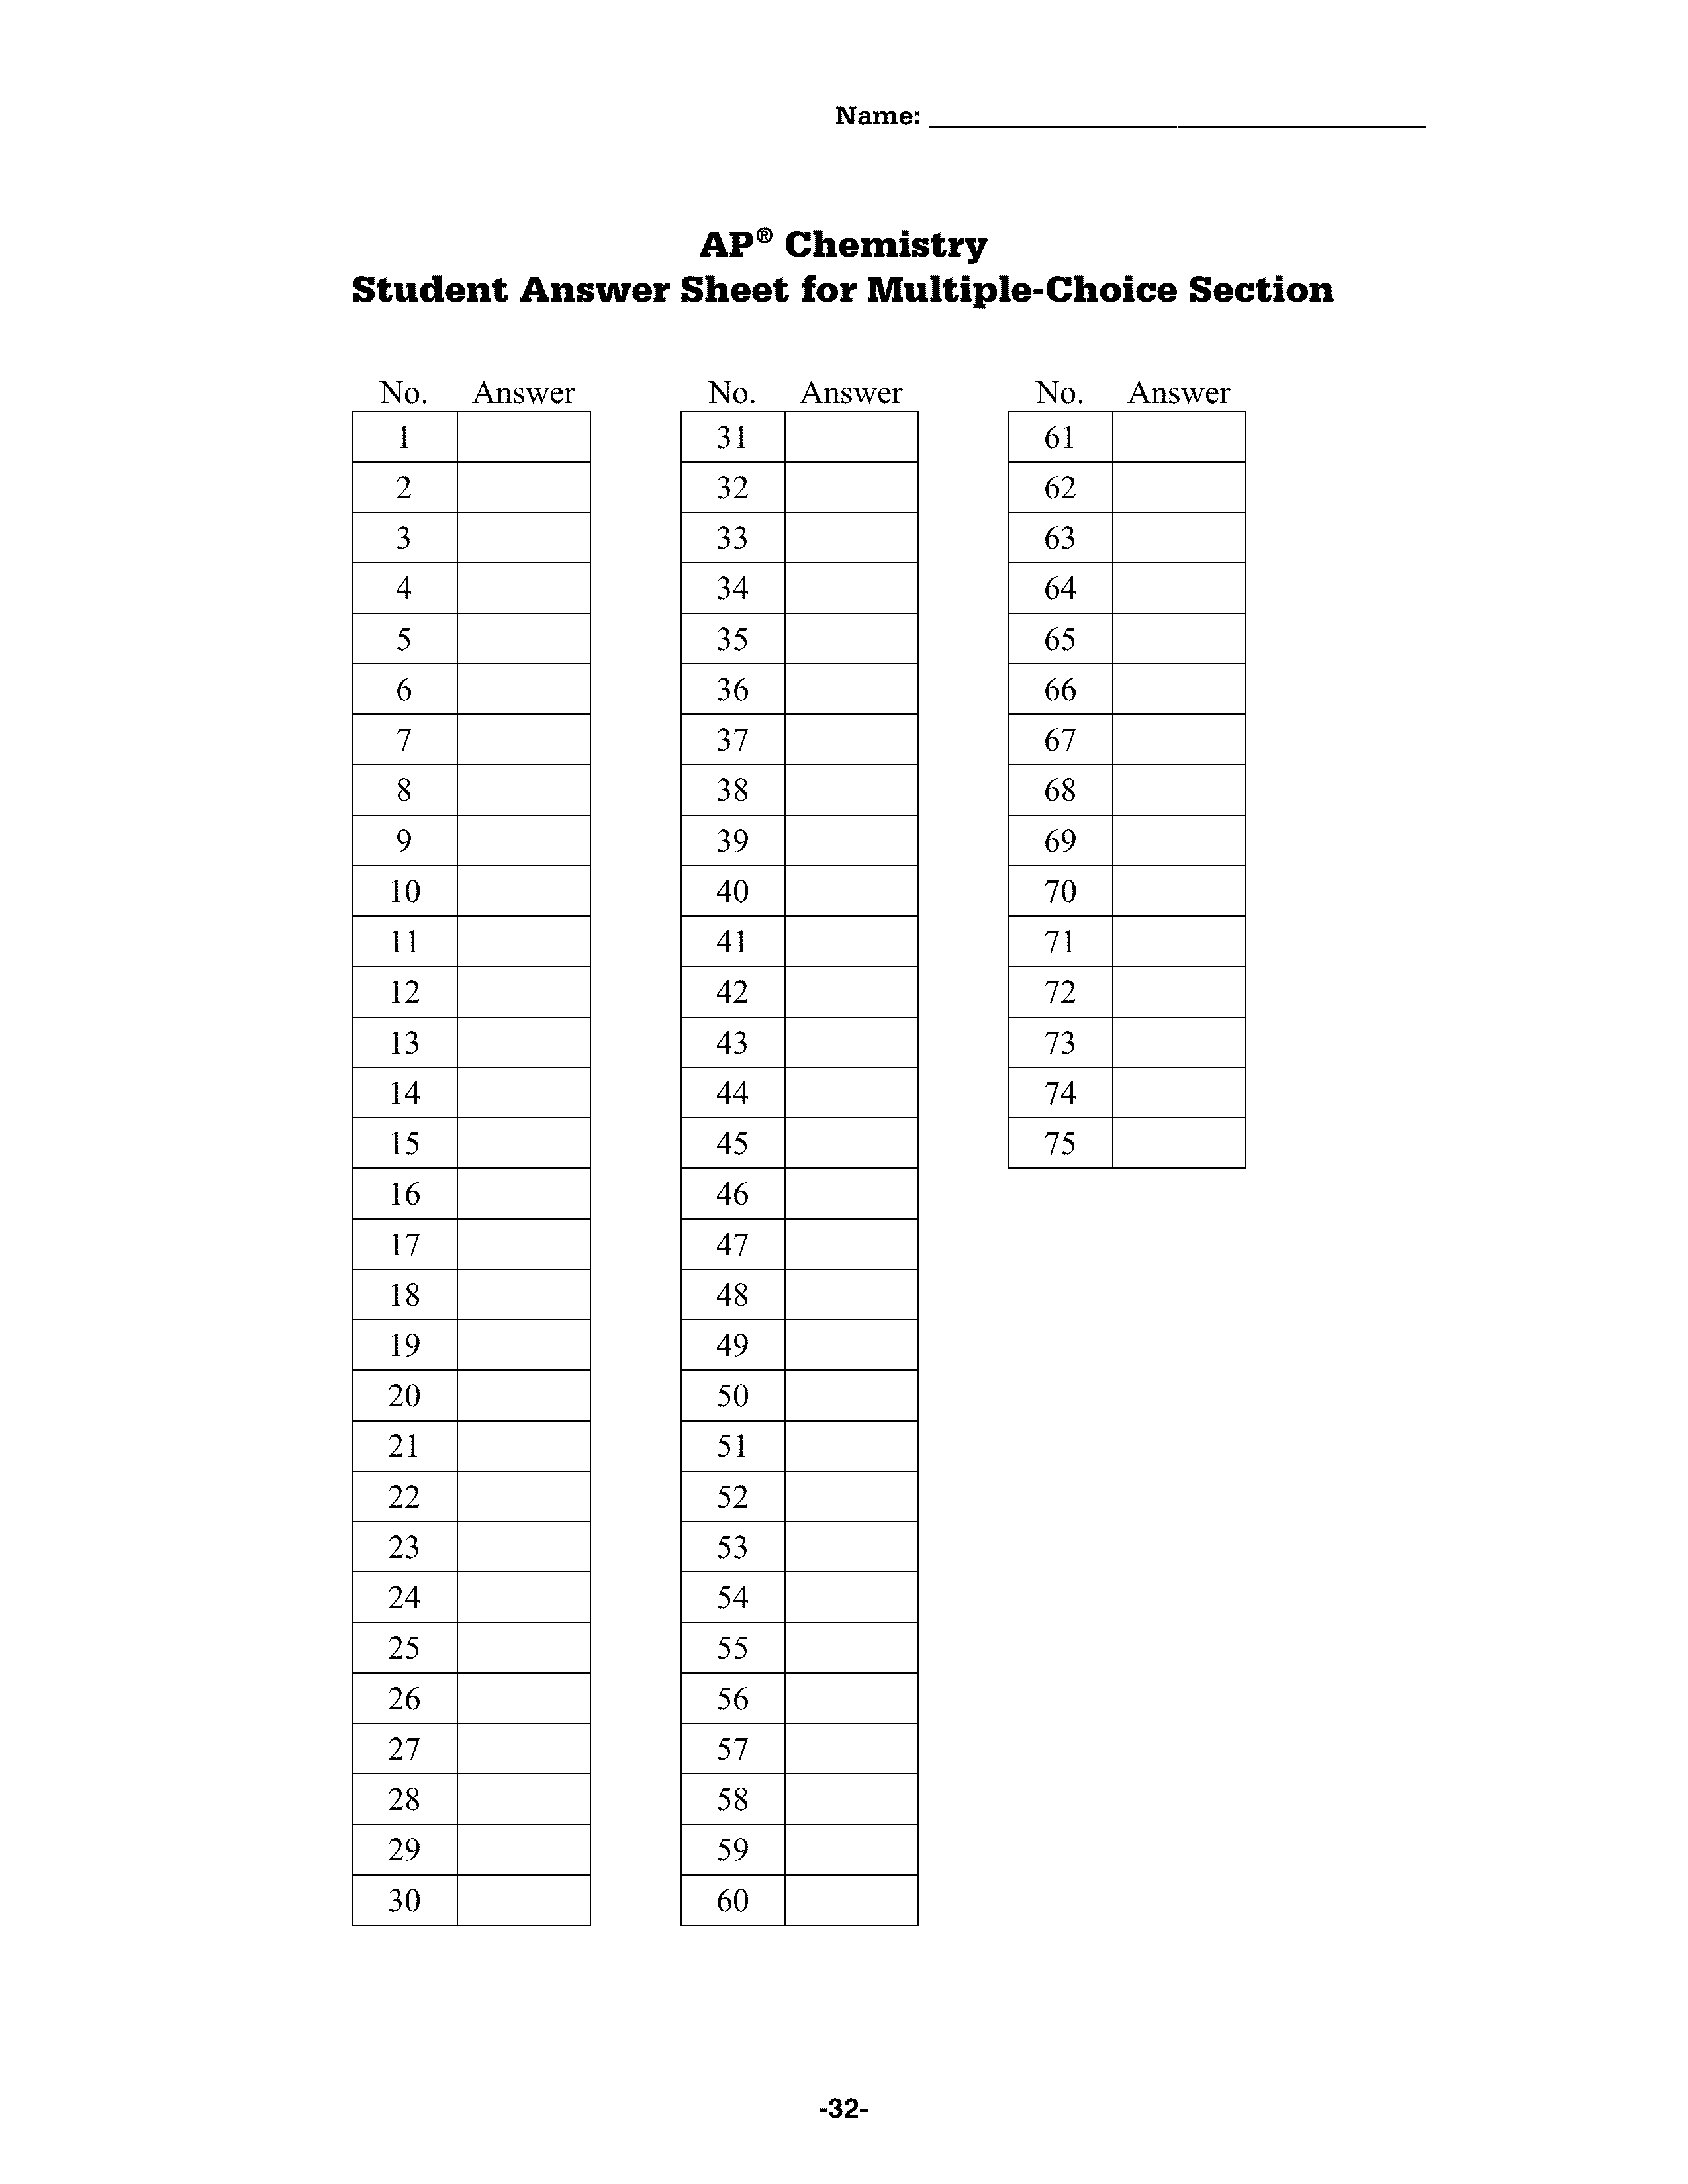 Name: ___________________________________
AP® Chemistry
Student Answer Sheet for Multiple-Choice Section
No. Answer No. Answer No. Answer
1 31 61
2 32 62
3 33 63
4 34 64
5 35 65
6 36 66
7 37 67
8 38 68
9 39 69
10 40 70
11 41 71
12 42 72
13 43 73
14 44 74
15 45 75
16 46
17 47
18 48
19 49
20 50
21 51
22 52
23 53
24 54
25 55
26 56
27 57
28 58
29 59
30 60
-32-